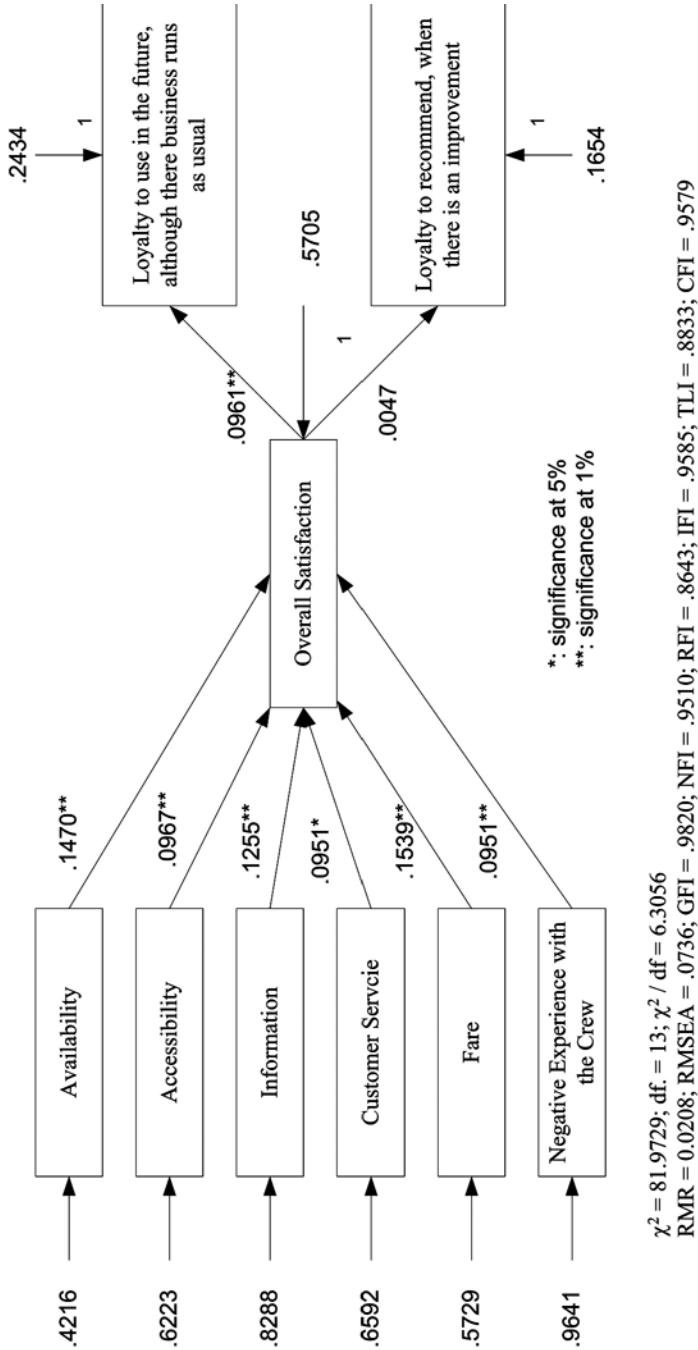 .4216
Availability
.1470**
.6223
Accessibility
.0967**
.8288
Information
.1255**
.6592
Customer Servcie
.0951*
.5729
Fare
.1539**
.9641
Negative Experience with
the Crew
.0951**
Overall Satisfaction
.5705
1
.0961**
.0047
.2434
1
Loyalty to use in the future,
although there business runs
as usual
Loyalty to recommend, when
there is an improvement
1
.1654
*: significance at 5%
**: significance at 1%
χ² = 81.9729; df. = 13; χ² / df = 6.3056
RMR = 0.0208; RMSEA = .0736; GFI = .9820; NFI = .9510; RFI = .8643; IFI = .9585; TLI = .8833; CFI = .9579